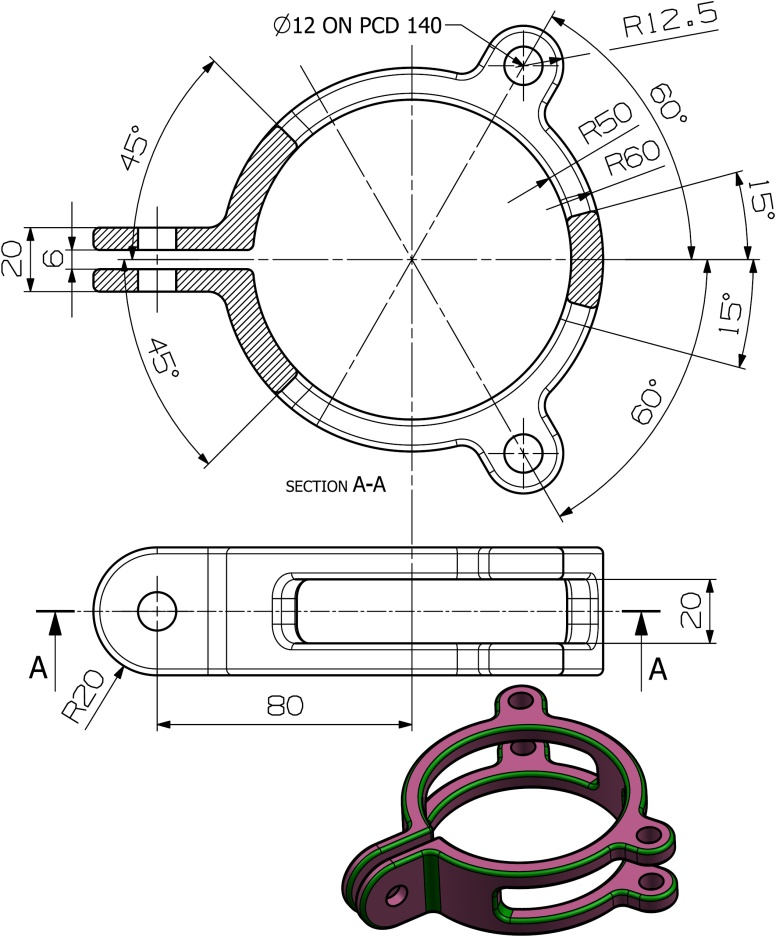 Ø12 ON PCD 140
R12.5
60°
45°
R50
R60
15°
20
6
15°
45°
60°
SECTION A-A
20
A
A
R20
80